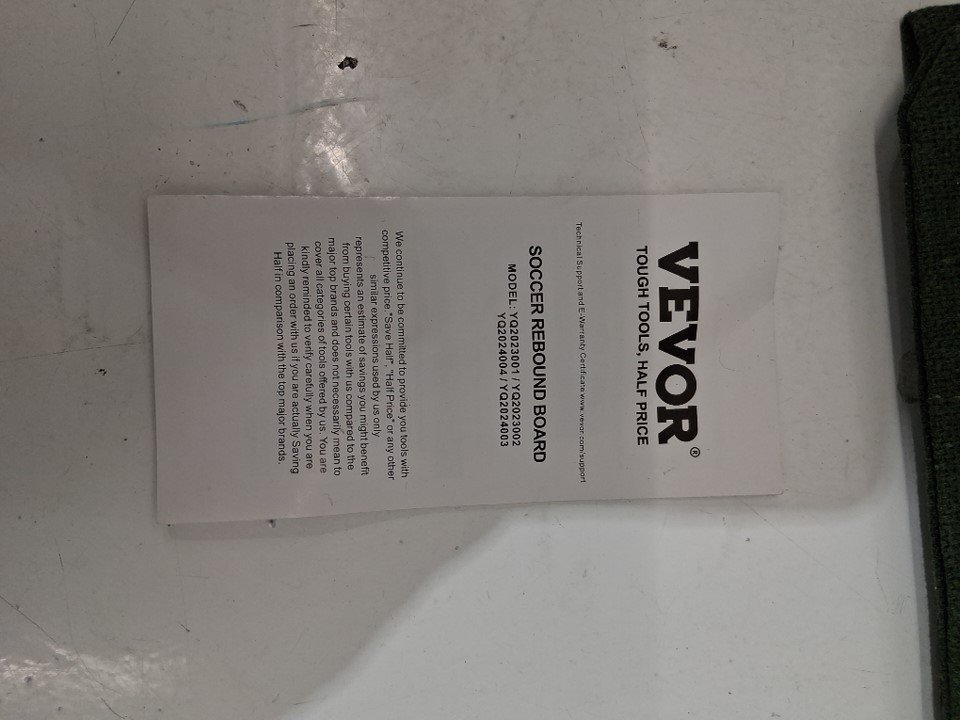 VEVOR®
TOUGH TOOLS, HALF PRICE
Technical Support and E-Warranty Certificate www.vevor.com/support
SOCCER REBOUND BOARD
MODEL: YQ2023001 / YQ2023002
YQ2024004 / YQ2024003
We continue to be committed to provide you tools with
competitive price. "Save Half", "Half Price" or any other
similar expressions used by us only
represents an estimate of savings you might benefit
from buying certain tools with us compared to the
major top brands and does not necessarily mean to
cover all categories of tools offered by us. You are
kindly reminded to verify carefully when you are
placing an order with us if you are actually Saving
Half in comparison with the top major brands.